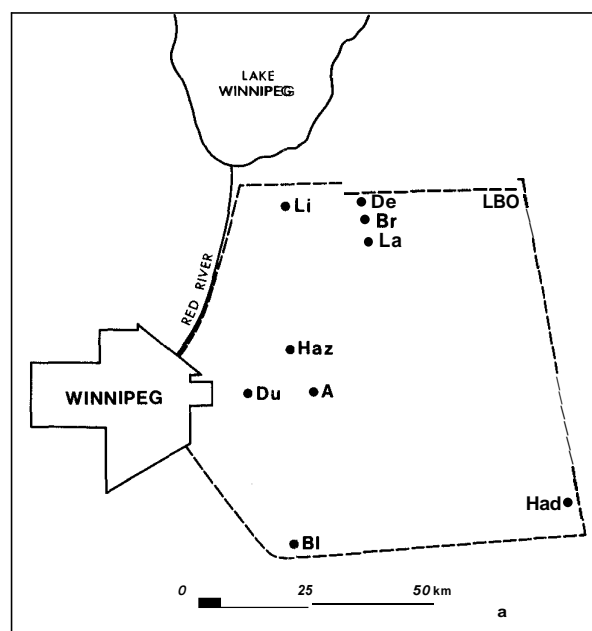 LAKE
WINNIPEG
Li
De
LBO
Br
La
RED RIVER
Haz
WINNIPEG
Du
A
Had
Bl
0 25 50 km
a